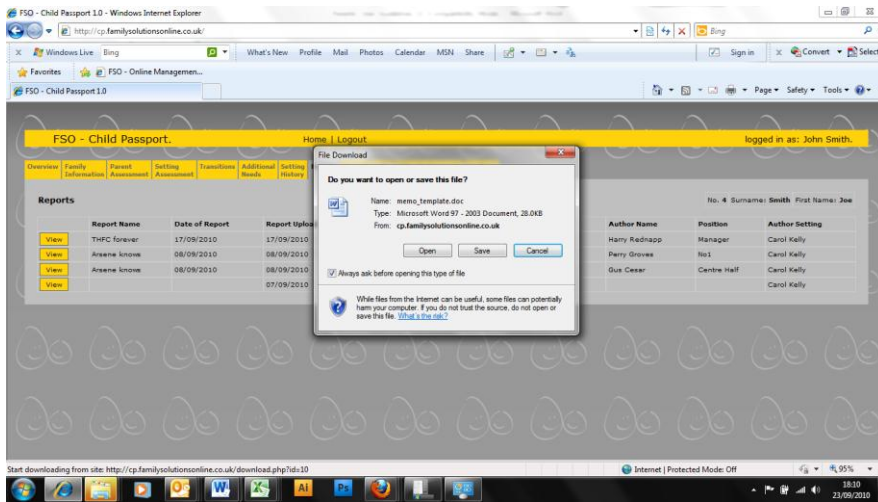 FSO - Child Passport 1.0 - Windows Internet Explorer
http://cp.familysolutionsonline.co.uk/
Bing
x Windows Live Bing What's New Profile Mail Photos Calendar MSN Share Sign in x Convert Select
Favorites FSO - Online Managemen...
FSO - Child Passport 1.0 Page Safety Tools
FSO - Child Passport. Home | Logout logged in as: John Smith.
Overview Family Information Parent Assessment Setting Assessment Transitions Additional Needs Setting History
Reports No. 4 Surname: Smith First Name: Joe
Report Name Date of Report Report Uploa Author Name Position Author Setting
View THFC forever 17/09/2010 17/09/2010 Harry Rednapp Manager Carol Kelly
View Arsene knows 08/09/2010 08/09/2010 Perry Groves No1 Carol Kelly
View Arsene knows 08/09/2010 08/09/2010 Gus Cesar Centre Half Carol Kelly
View 07/09/2010 Carol Kelly
File Download
Do you want to open or save this file?
Name: memo_template.doc
Type: Microsoft Word 97 - 2003 Document, 28.0KB
From: cp.familysolutionsonline.co.uk
Open Save Cancel
Always ask before opening this type of file
While files from the Internet can be useful, some files can potentially
harm your computer. If you do not trust the source, do not open or
save this file. What's the risk?
Start downloading from site: http://cp.familysolutionsonline.co.uk/download.php?id=10 Internet | Protected Mode: Off 95%
Ai Ps
18:10
23/09/2010